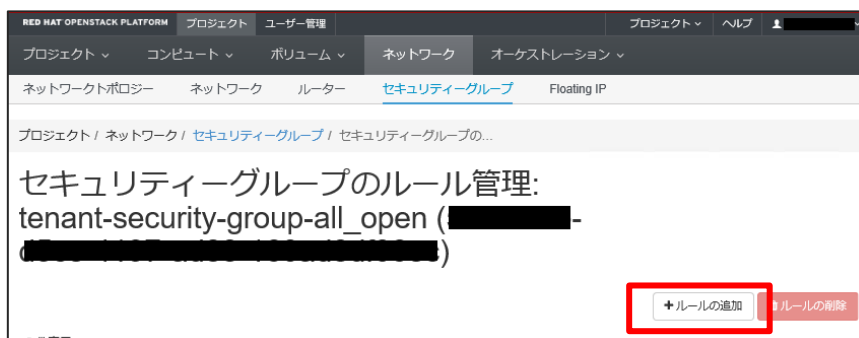 RED HAT OPENSTACK PLATFORM プロジェクト ユーザー管理 プロジェクト ヘルプ
プロジェクト コンピュート ボリューム ネットワーク オーケストレーション
ネットワークトポロジー ネットワーク ルーター セキュリティーグループ Floating IP
プロジェクト / ネットワーク / セキュリティーグループ / セキュリティーグループの...
セキュリティーグループのルール管理:
tenant-security-group-all_open (
-
)
+ルールの追加 ルールの削除